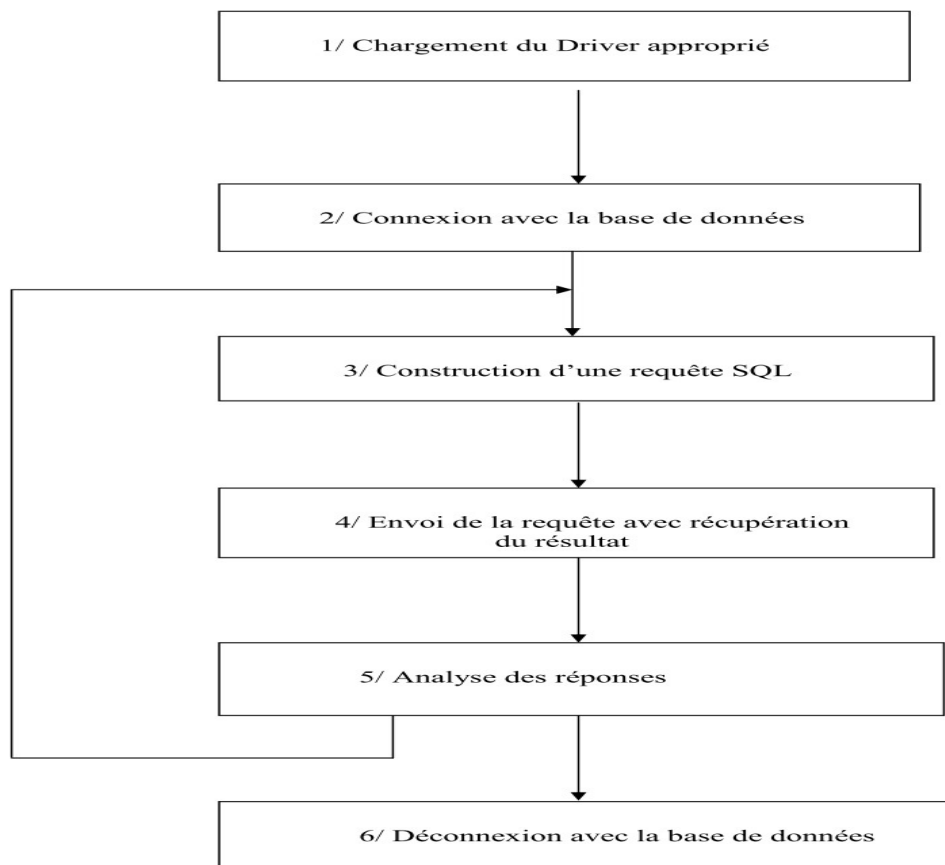 1/ Chargement du Driver approprié
2/ Connexion avec la base de données
3/ Construction d’une requête SQL
4/ Envoi de la requête avec récupération
du résultat
5/ Analyse des réponses
6/ Déconnexion avec la base de données